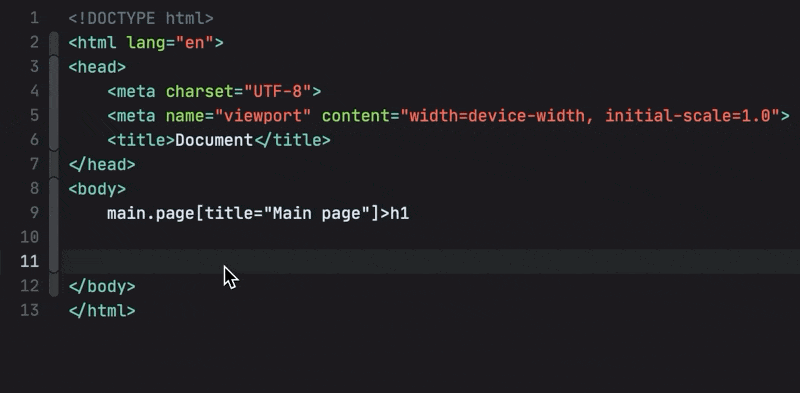 1 <!DOCTYPE html>
2 <html lang="en">
3 <head>
4     <meta charset="UTF-8">
5     <meta name="viewport" content="width=device-width, initial-scale=1.0">
6     <title>Document</title>
7 </head>
8 <body>
9     main.page[title="Main page"]>h1
10
11
12 </body>
13 </html>